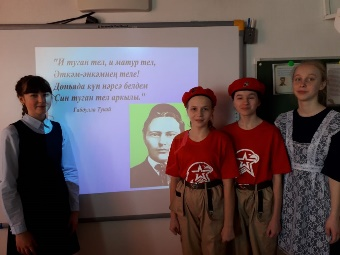 "И туган тел, и матур тел,
Әткәм-әнкәмнең теле!
Дөньяда күп нәрсә белдем
Син туган тел аркылы."
Габдулла Тукай